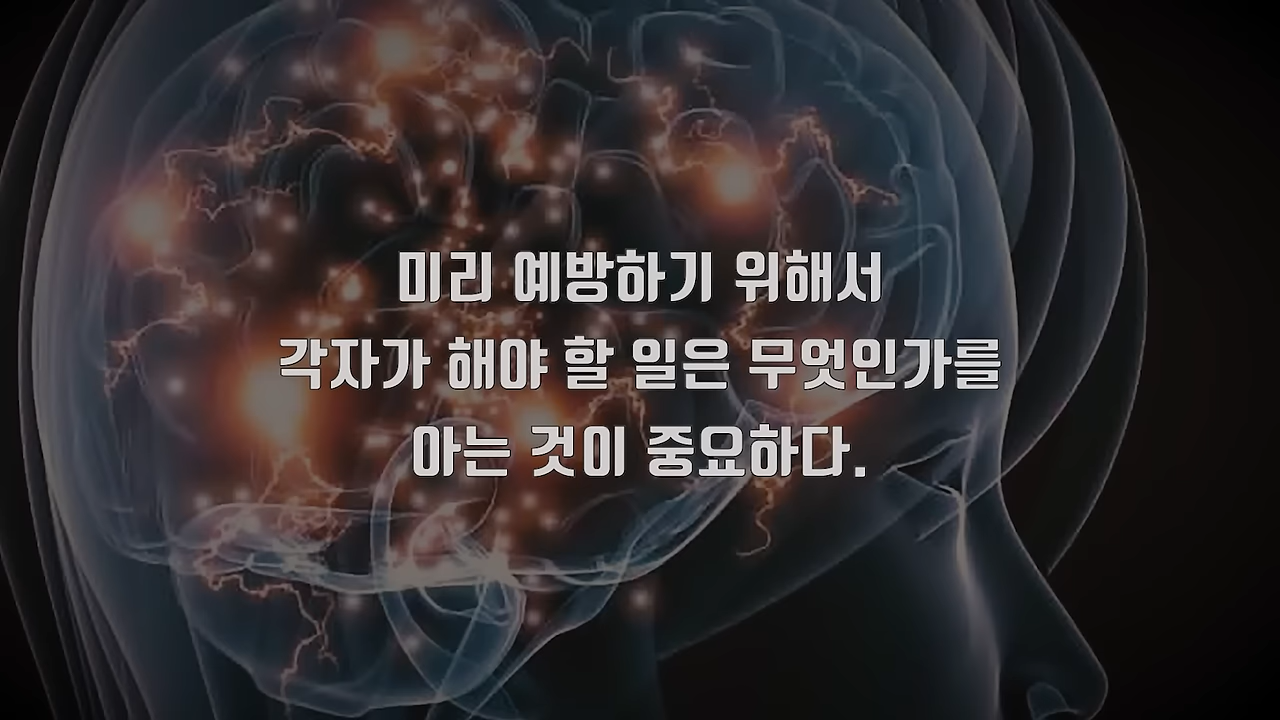 미리 예방하기 위해서
각자가 해야 할 일은 무엇인가를
아는 것이 중요하다.